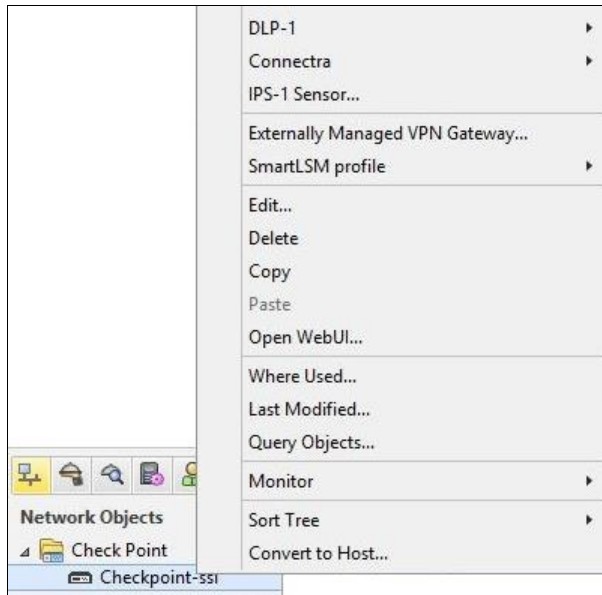 DLP-1
Connectra
IPS-1 Sensor...
Externally Managed VPN Gateway...
SmartLSM profile
Edit...
Delete
Copy
Paste
Open WebUI...
Where Used...
Last Modified...
Query Objects...
Monitor
Sort Tree
Convert to Host...
Network Objects
Check Point
Checkpoint-ssl